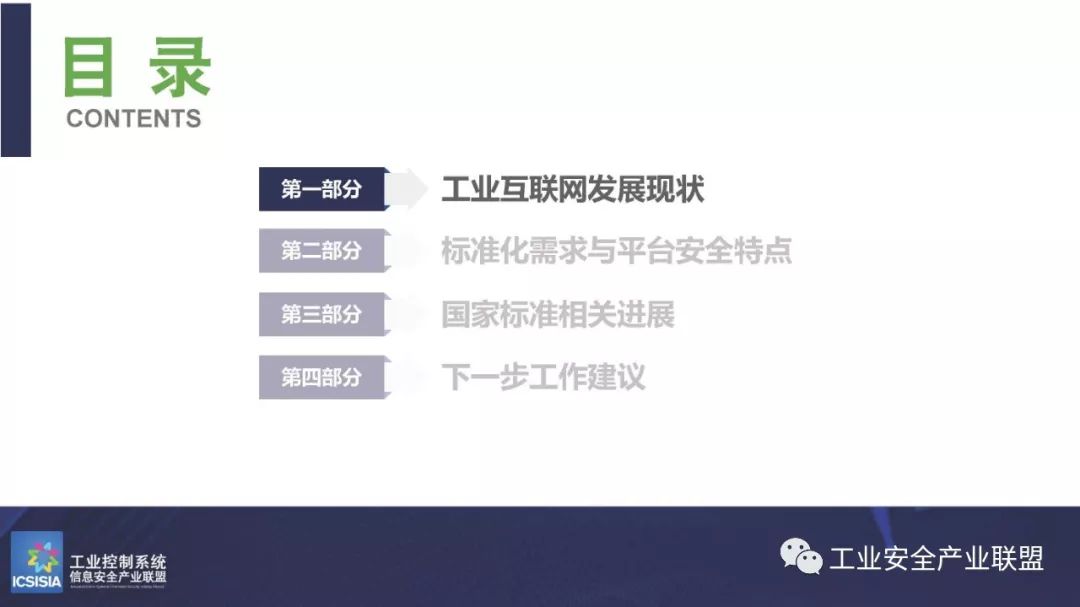 目 录
CONTENTS
第一部分 工业互联网发展现状
第二部分 标准化需求与平台安全特点
第三部分 国家标准相关进展
第四部分 下一步工作建议
ICSISIA
工业控制系统
信息安全产业联盟
工业安全产业联盟